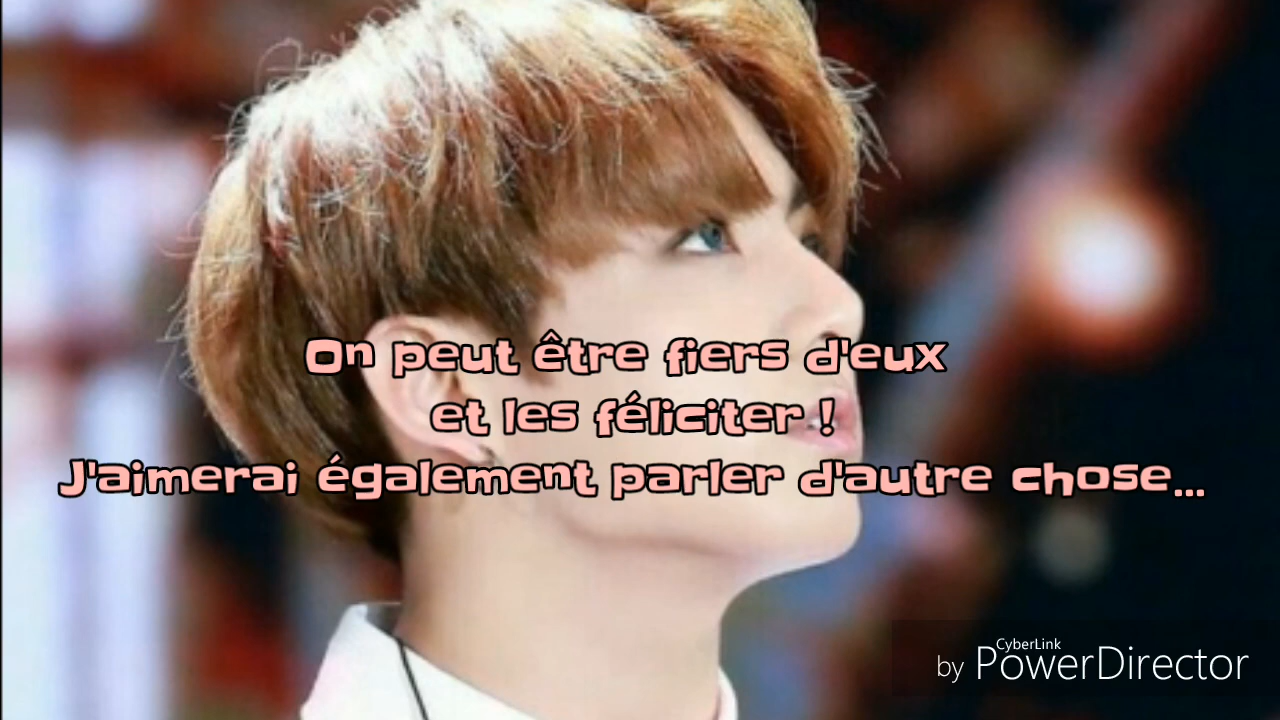 On peut être fiers d'eux
et les féliciter !
J'aimerai également parler d'autre chose...
CyberLink
by PowerDirector